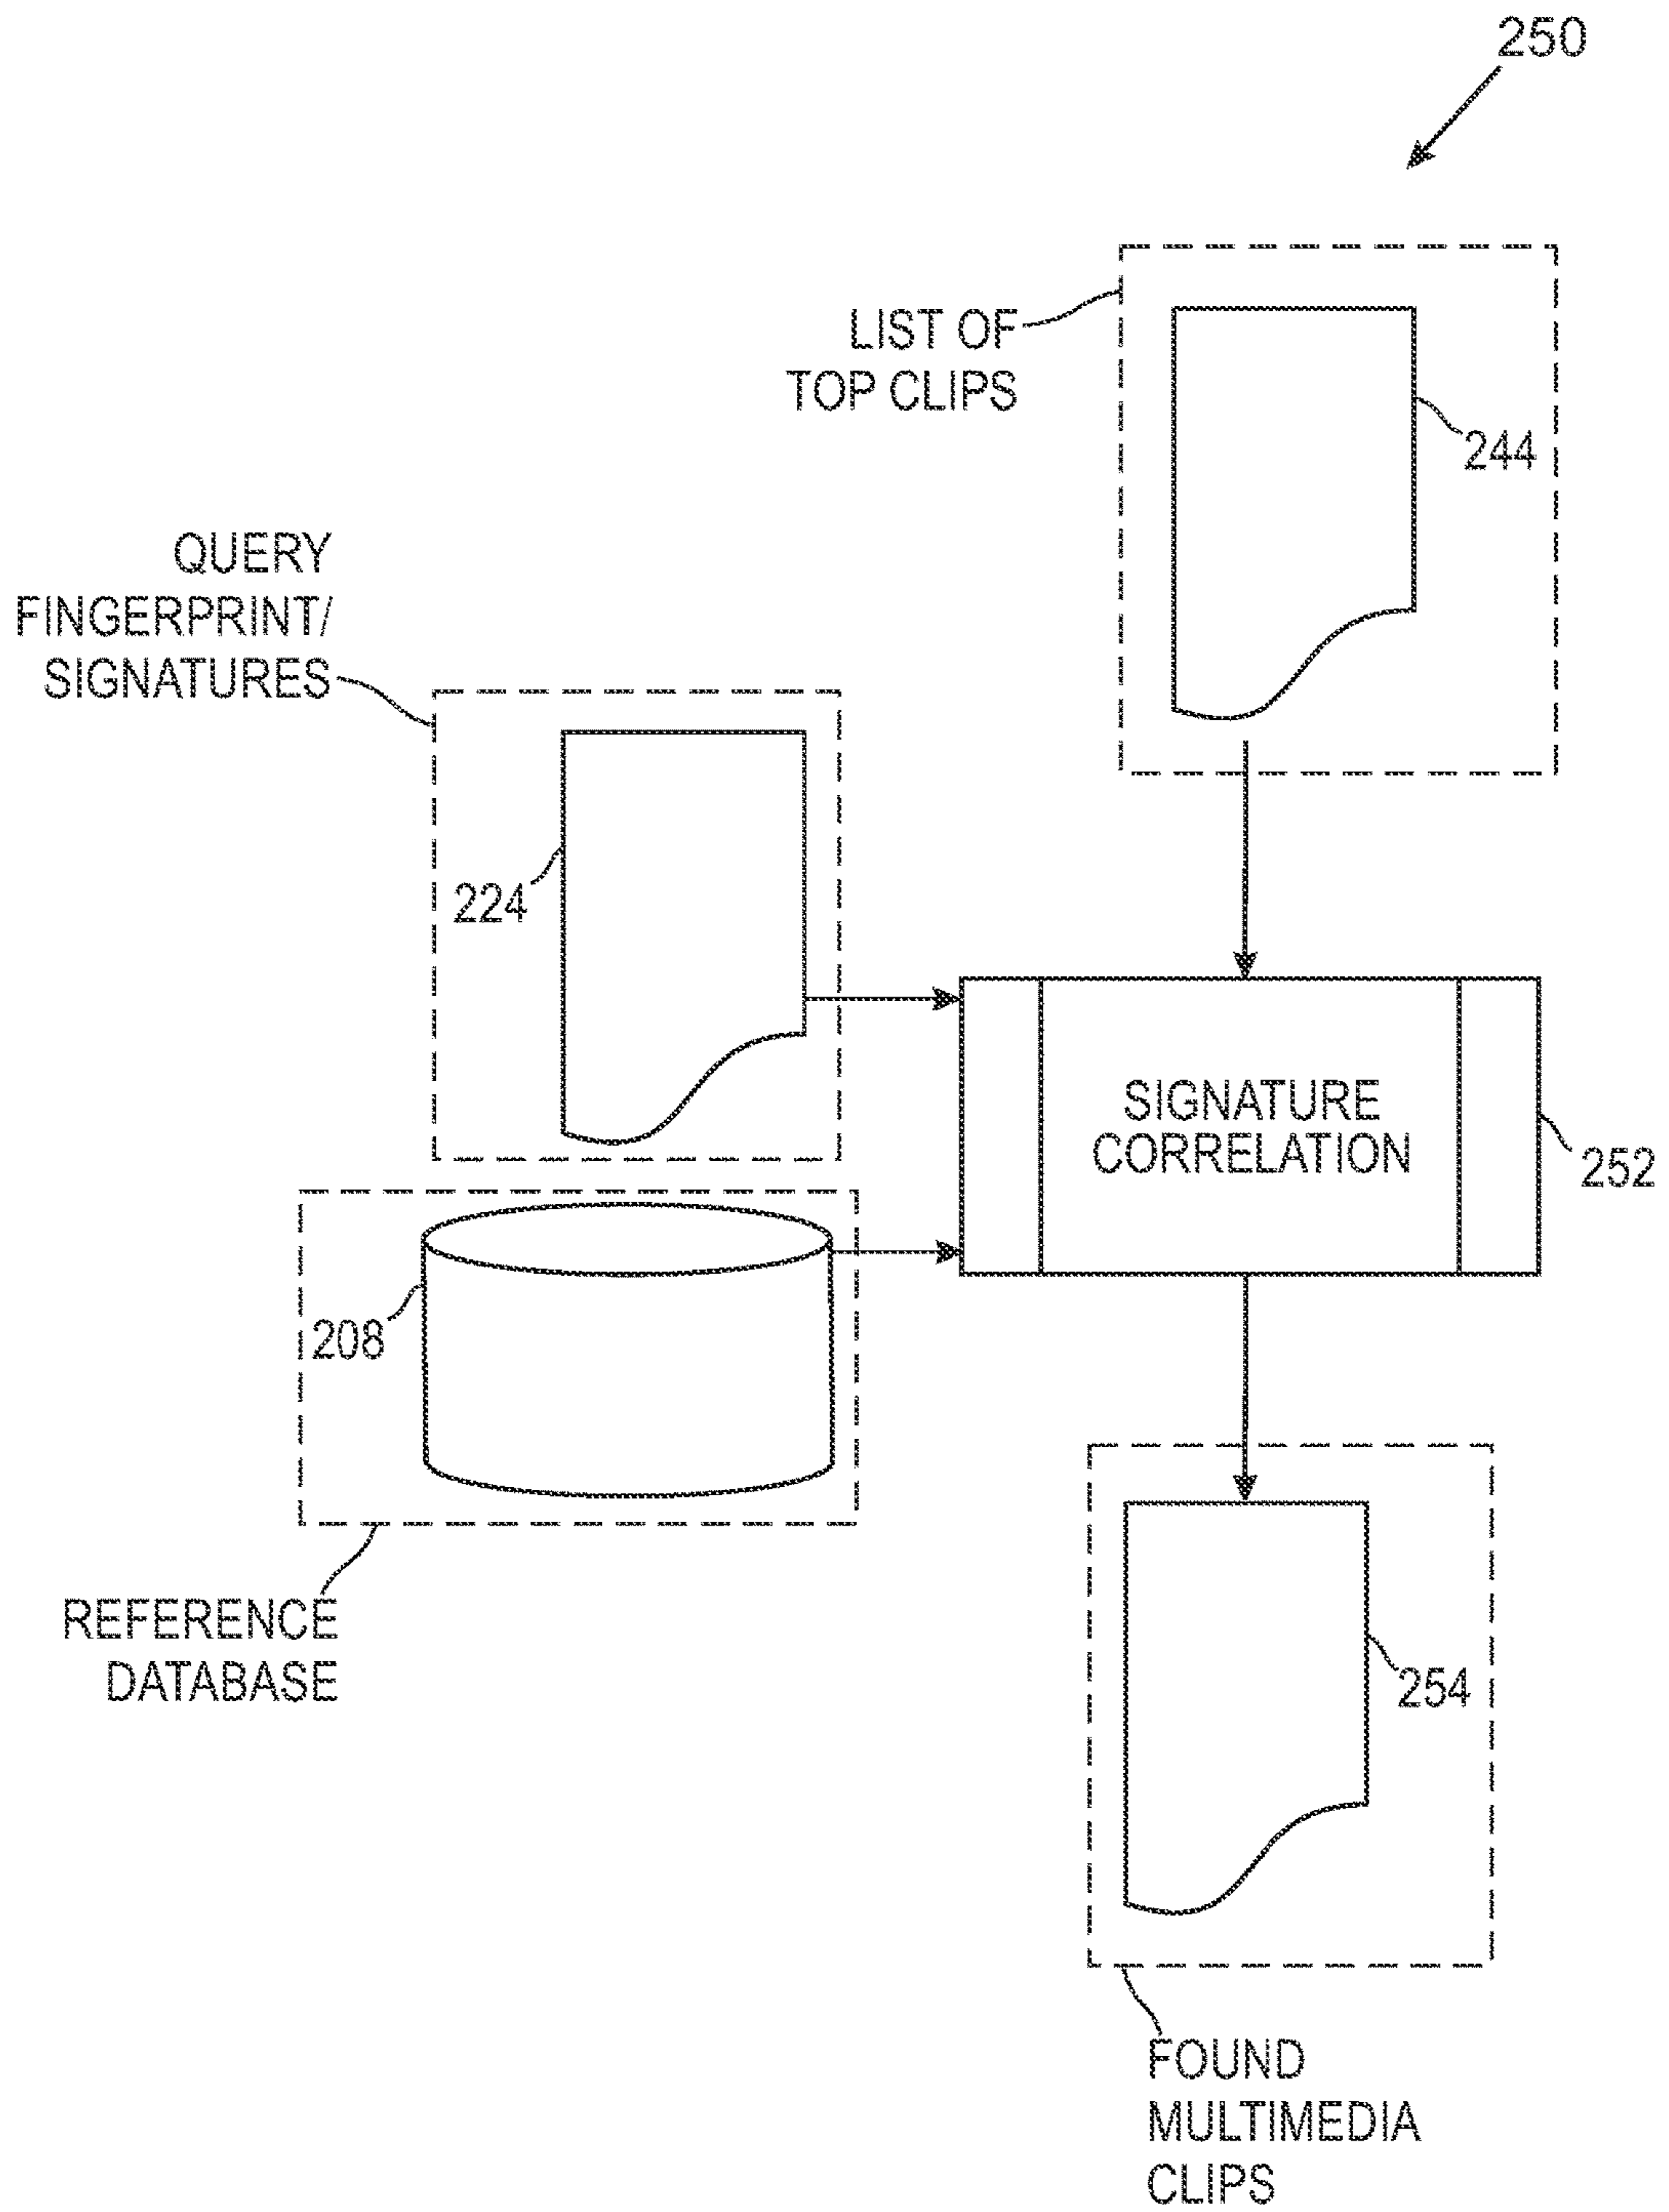 250
LIST OF
TOP CLIPS
244
QUERY
FINGERPRINT/
SIGNATURES
224
SIGNATURE
CORRELATION
252
208
REFERENCE
DATABASE
254
FOUND
MULTIMEDIA
CLIPS